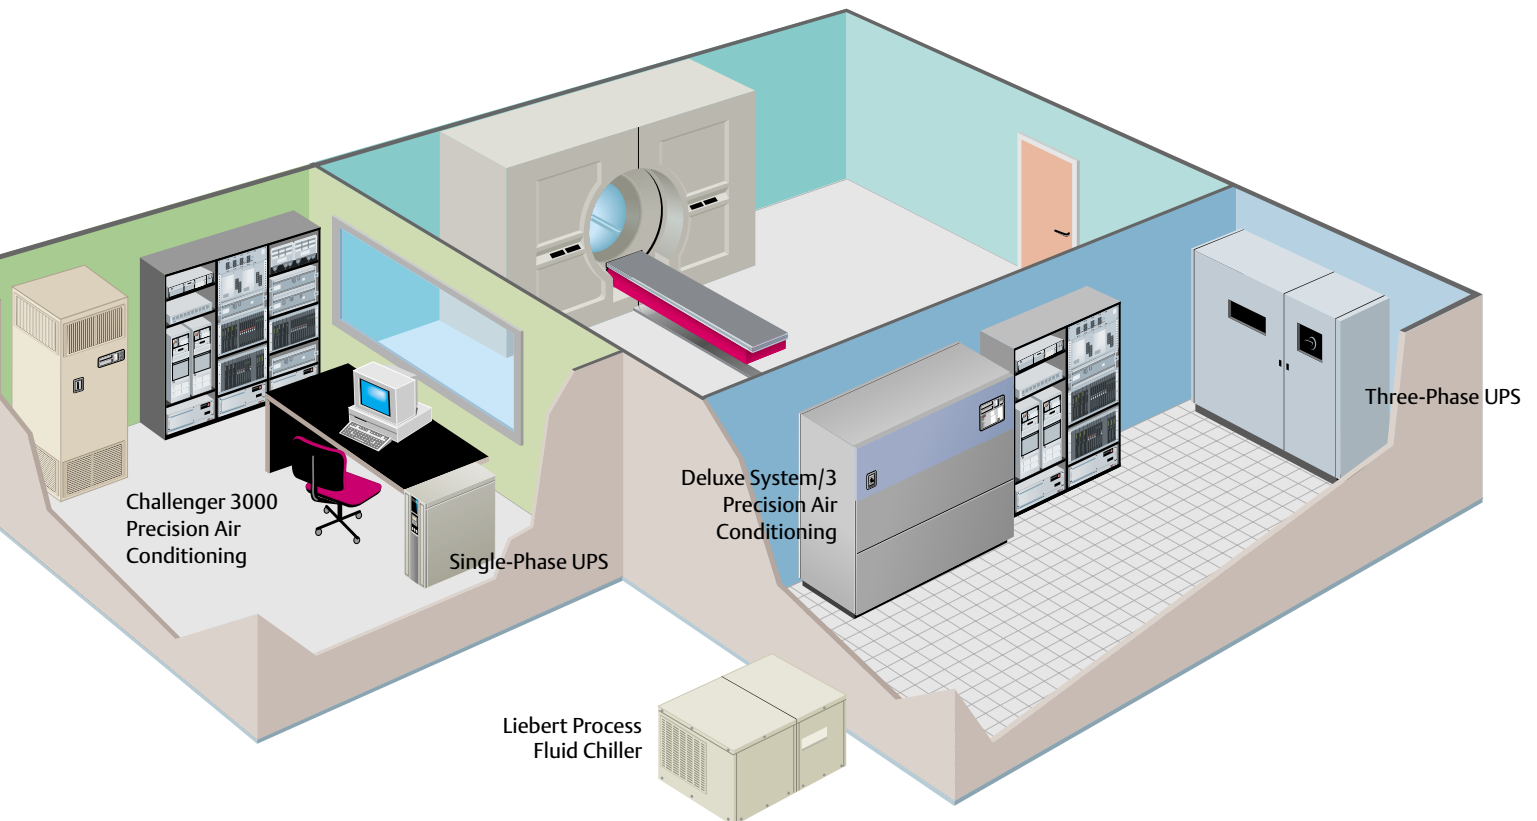 Three-Phase UPS
Deluxe System/3
Precision Air
Conditioning
Challenger 3000
Precision Air
Conditioning
Single-Phase UPS
Liebert Process
Fluid Chiller